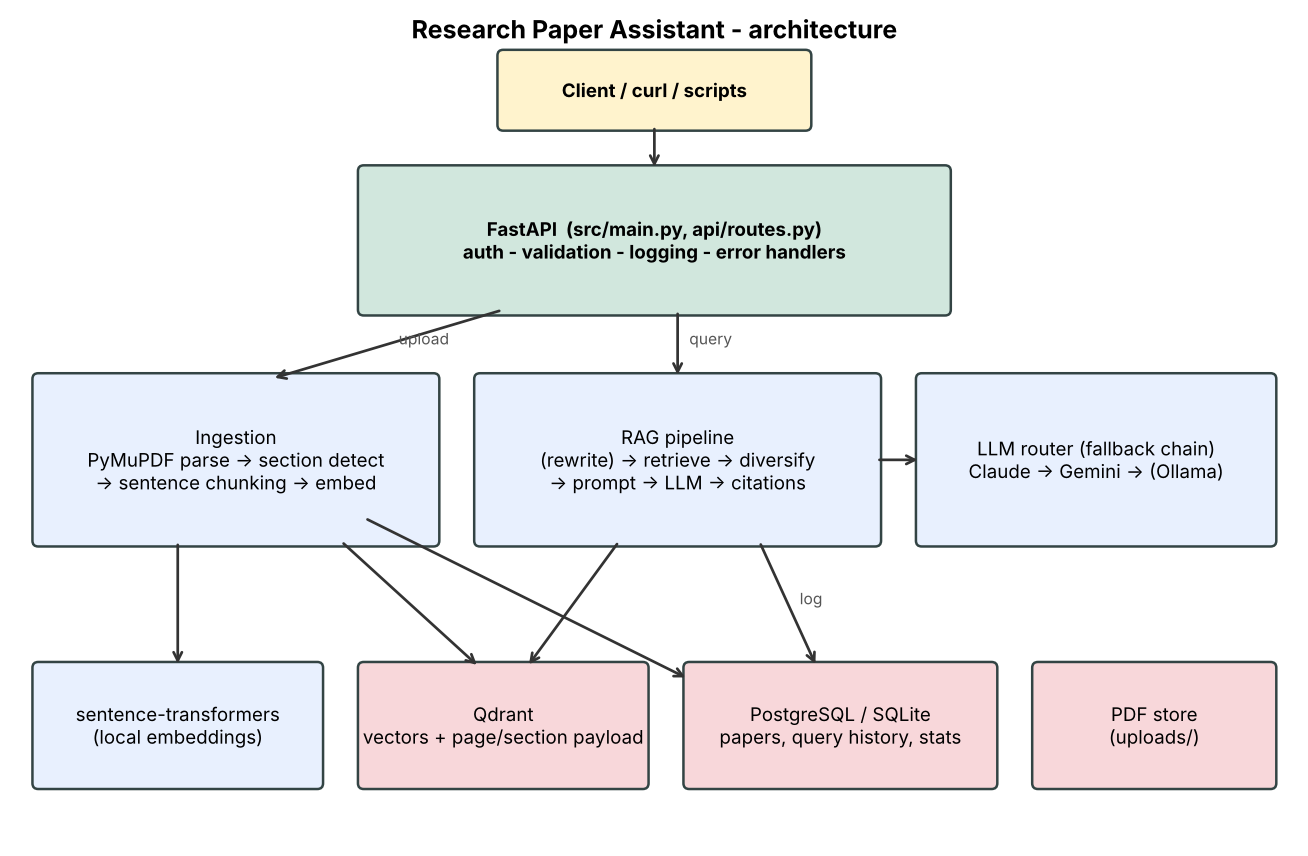 Research Paper Assistant - architecture
Client / curl / scripts
FastAPI (src/main.py, api/routes.py)
auth - validation - logging - error handlers
upload
query
Ingestion
PyMuPDF parse → section detect
→ sentence chunking → embed
RAG pipeline
(rewrite) → retrieve → diversify
→ prompt → LLM → citations
LLM router (fallback chain)
Claude → Gemini → (Ollama)
log
sentence-transformers
(local embeddings)
Qdrant
vectors + page/section payload
PostgreSQL / SQLite
papers, query history, stats
PDF store
(uploads/)